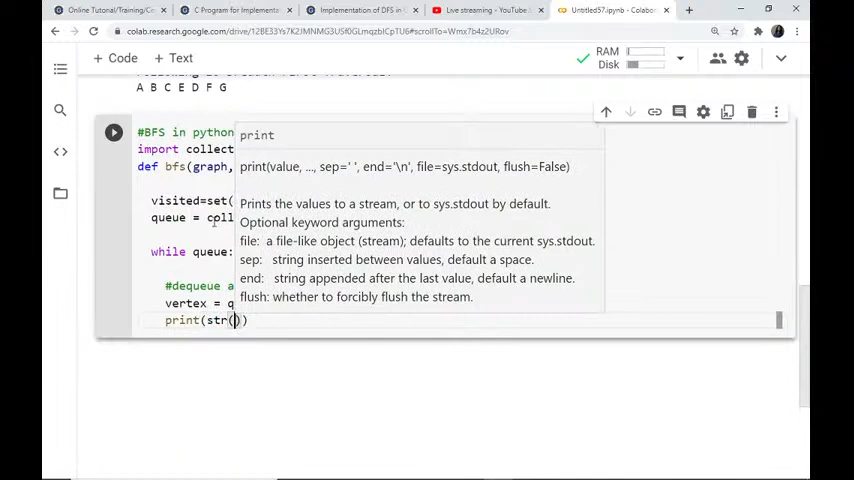 Online Tutorial/Training/Ce
C Program for Implementa
Implementation of DFS in C
Live streaming - YouTube
Untitled57.ipynb - Colabor
colab.research.google.com/drive/12BE33Ys7K2JMNMG3USf0GLmqzbICpTU6#scrollTo=Wmx7b4z2URov
+ Code + Text
RAM
Disk
A B C E D F G
#BFS in python
import collect
def bfs(graph,
visited=set(
queue = coll
while queue:
#dequeue a
vertex = q
print(str())
print
print(value, ..., sep=' ', end='\n', file=sys.stdout, flush=False)
Prints the values to a stream, or to sys.stdout by default.
Optional keyword arguments:
file: a file-like object (stream); defaults to the current sys.stdout.
sep: string inserted between values, default a space.
end: string appended after the last value, default a newline.
flush: whether to forcibly flush the stream.